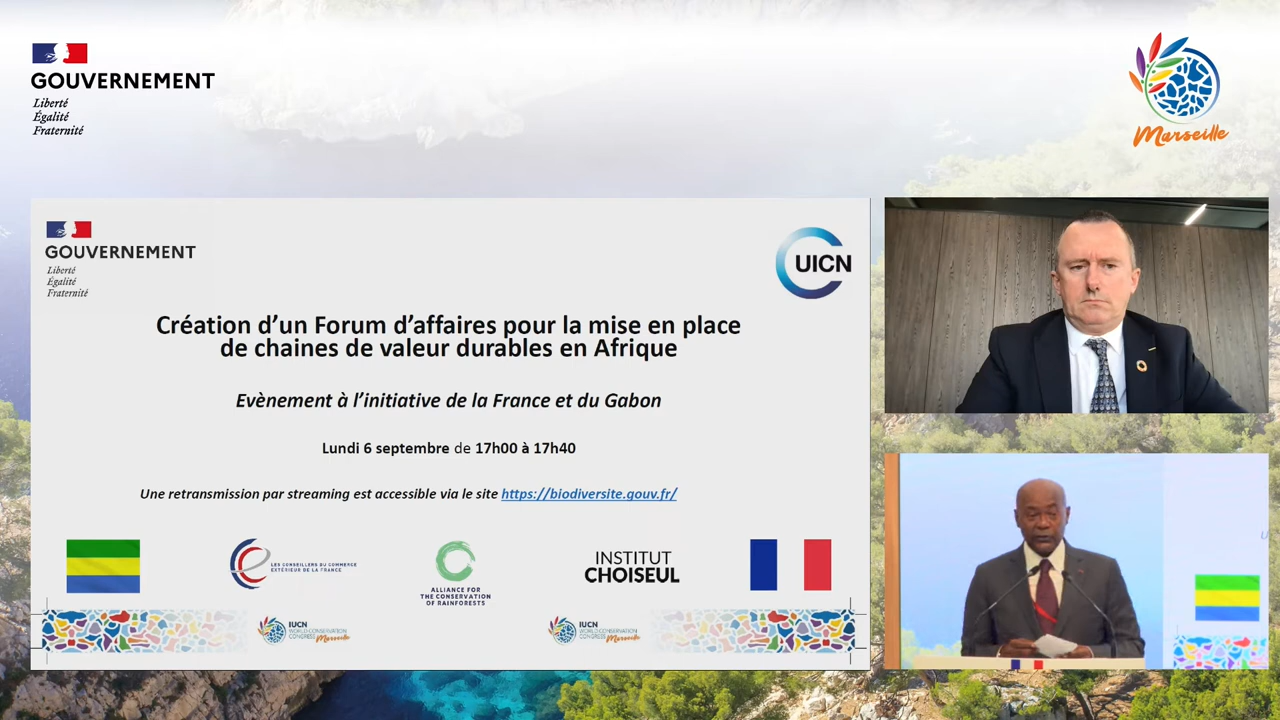 GOUVERNEMENT
Liberté
Égalité
Fraternité
Marseille
GOUVERNEMENT
Liberté
Égalité
Fraternité
UICN
Création d’un Forum d’affaires pour la mise en place
de chaines de valeur durables en Afrique
Evènement à l’initiative de la France et du Gabon
Lundi 6 septembre de 17h00 à 17h40
Une retransmission par streaming est accessible via le site https://biodiversite.gouv.fr/
LES CONSEILLERS DU COMMERCE
EXTÉRIEUR DE LA FRANCE
ALLIANCE FOR
THE CONSERVATION
OF RAINFORESTS
INSTITUT
CHOISEUL
IUCN
WORLD CONSERVATION
CONGRESS Marseille
IUCN
WORLD CONSERVATION
CONGRESS Marseille